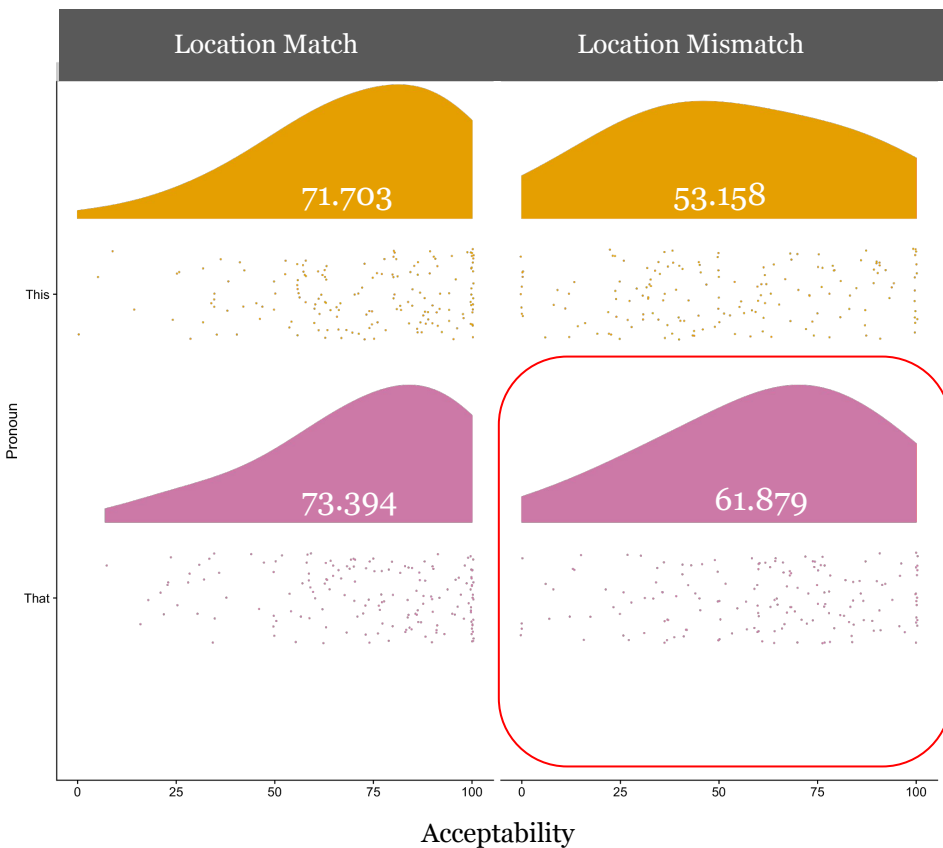 Location Match
Location Mismatch
71.703
53.158
This
73.394
61.879
That
Pronoun
0
25
50
75
100
0
25
50
75
100
Acceptability